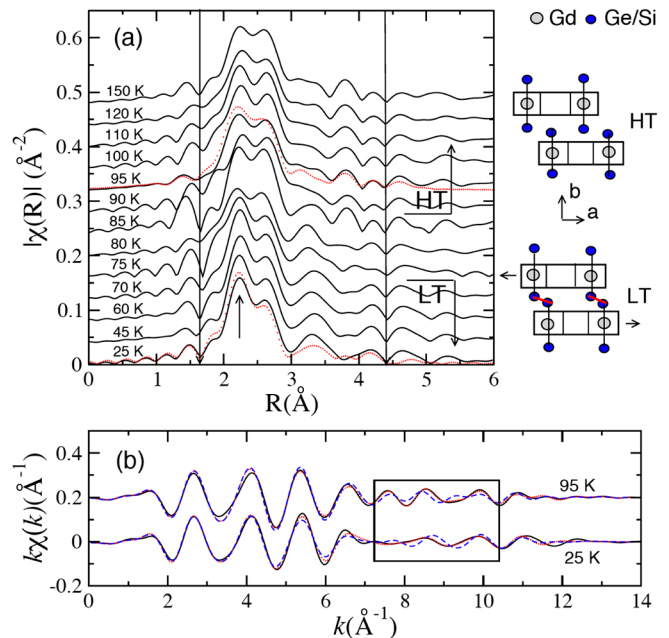 (a)
Gd
Ge/Si
|χ(R)| (Å⁻²)
0.6
0.5
0.4
0.3
0.2
0.1
0
150 K
120 K
110 K
100 K
95 K
90 K
85 K
80 K
75 K
70 K
60 K
45 K
25 K
HT
LT
0 1 2 3 4 5 6
R(Å)
HT
b
a
LT
(b)
kχ(k)(Å⁻¹)
0.4
0.2
0
-0.2
95 K
25 K
0 2 4 6 8 10 12 14
k(Å⁻¹)